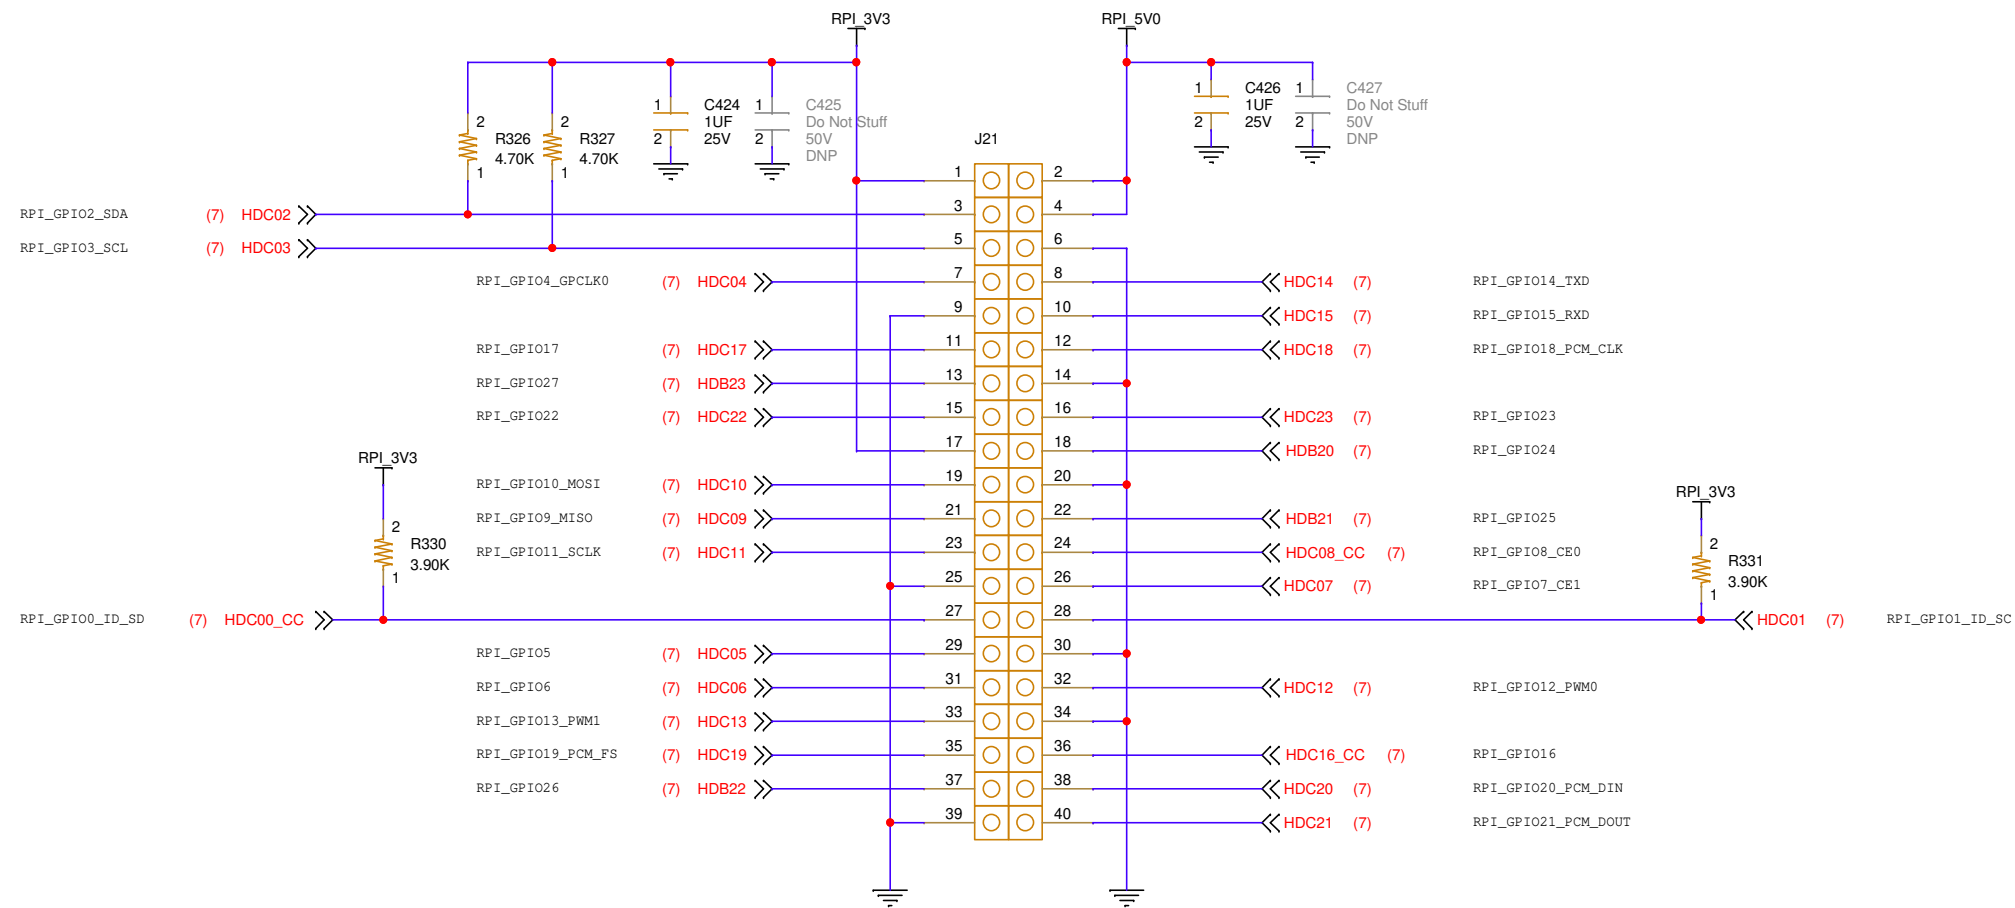 RPI_3V3
RPI_5V0
2
R326
4.70K
1
2
R327
4.70K
1
1
C424
1UF
2
25V
1
C425
Do Not Stuff
2
50V
DNP
1
C426
1UF
2
25V
1
C427
Do Not Stuff
2
50V
DNP
J21
1 2
RPI_GPIO2_SDA (7) HDC02 3 4
RPI_GPIO3_SCL (7) HDC03 5 6
RPI_GPIO4_GPCLK0 (7) HDC04 7 8 HDC14 (7) RPI_GPIO14_TXD
9 10 HDC15 (7) RPI_GPIO15_RXD
RPI_GPIO17 (7) HDC17 11 12 HDC18 (7) RPI_GPIO18_PCM_CLK
RPI_GPIO27 (7) HDB23 13 14
RPI_GPIO22 (7) HDC22 15 16 HDC23 (7) RPI_GPIO23
17 18 HDB20 (7) RPI_GPIO24
RPI_3V3
RPI_GPIO10_MOSI (7) HDC10 19 20
RPI_3V3
RPI_GPIO9_MISO (7) HDC09 21 22 HDB21 (7) RPI_GPIO25
2
R330
3.90K
1
RPI_GPIO11_SCLK (7) HDC11 23 24 HDC08_CC (7) RPI_GPIO8_CE0
2
R331
3.90K
1
25 26 HDC07 (7) RPI_GPIO7_CE1
RPI_GPIO0_ID_SD (7) HDC00_CC 27 28 HDC01 (7) RPI_GPIO1_ID_SC
RPI_GPIO5 (7) HDC05 29 30
RPI_GPIO6 (7) HDC06 31 32 HDC12 (7) RPI_GPIO12_PWM0
RPI_GPIO13_PWM1 (7) HDC13 33 34
RPI_GPIO19_PCM_FS (7) HDC19 35 36 HDC16_CC (7) RPI_GPIO16
RPI_GPIO26 (7) HDB22 37 38 HDC20 (7) RPI_GPIO20_PCM_DIN
39 40 HDC21 (7) RPI_GPIO21_PCM_DOUT